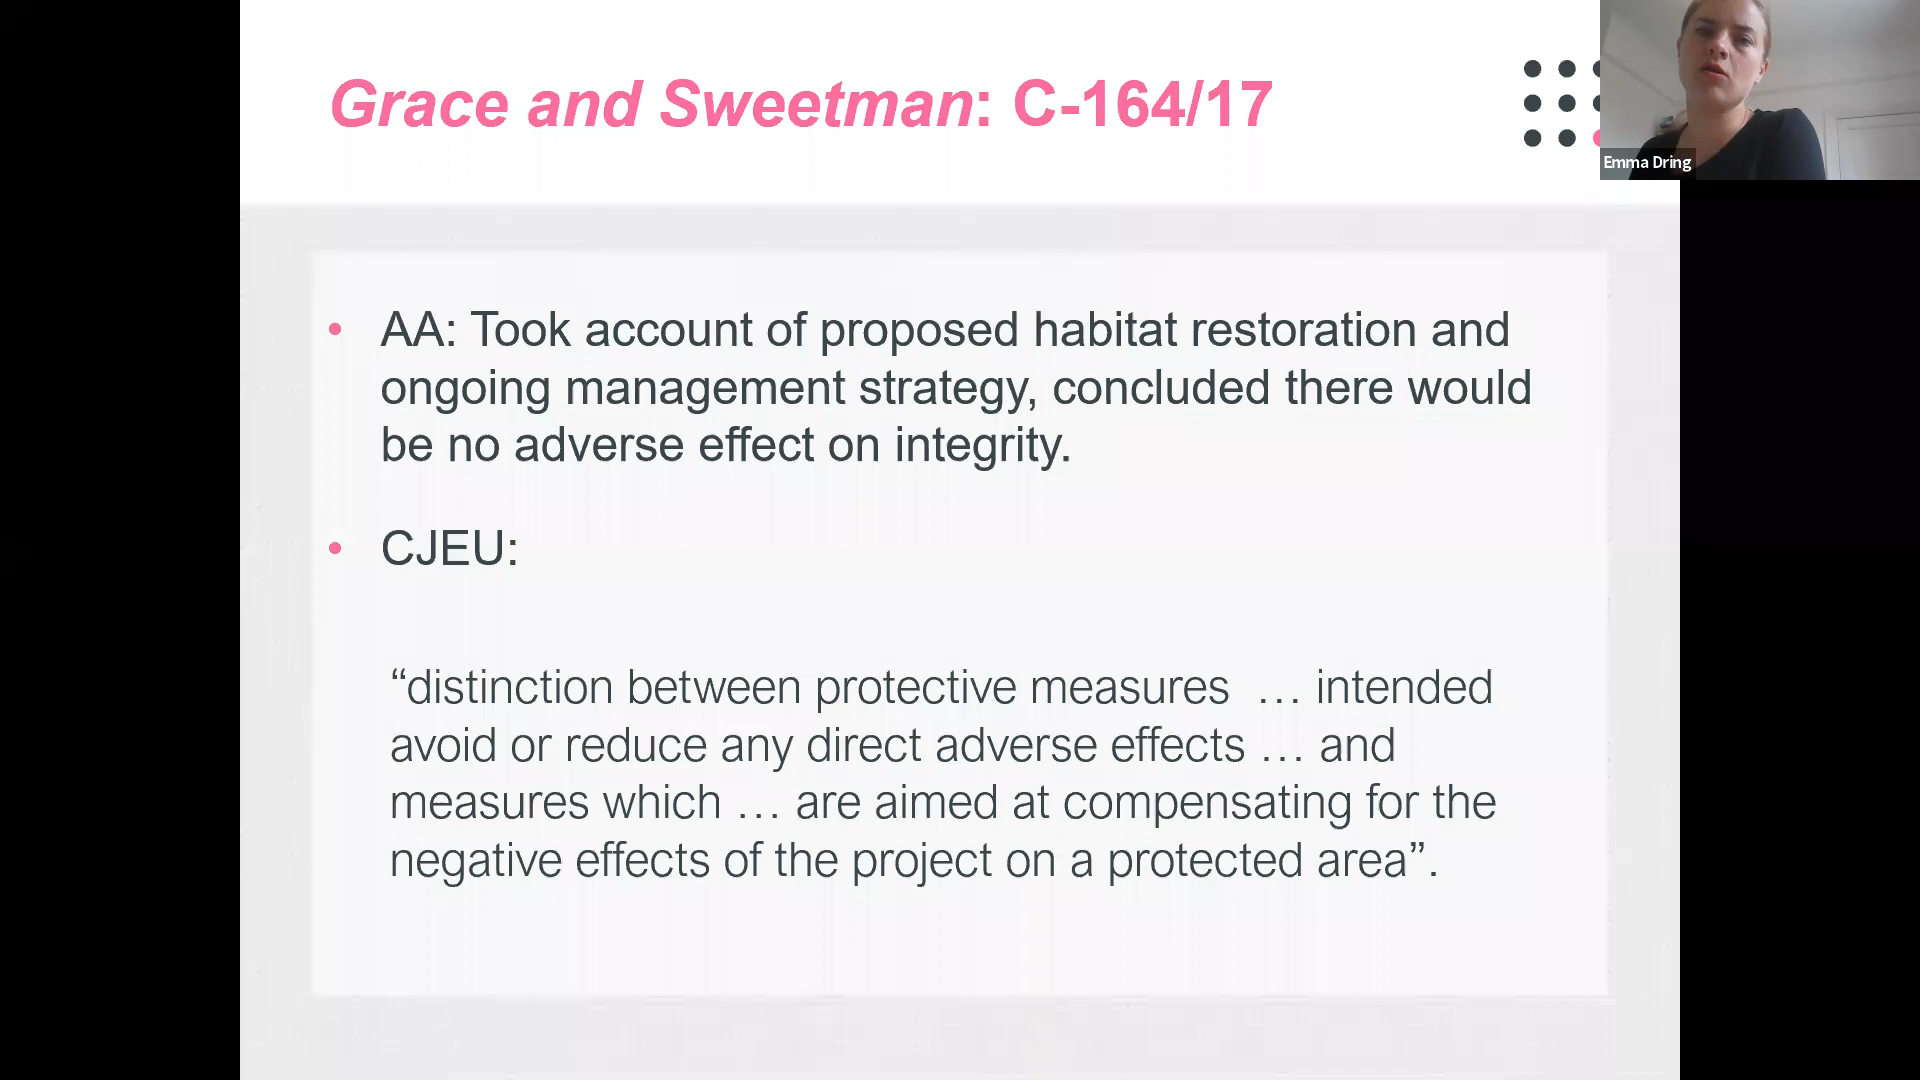 Grace and Sweetman: C-164/17
Emma Dring
• AA: Took account of proposed habitat restoration and
ongoing management strategy, concluded there would
be no adverse effect on integrity.
• CJEU:
“distinction between protective measures … intended
avoid or reduce any direct adverse effects … and
measures which … are aimed at compensating for the
negative effects of the project on a protected area”.